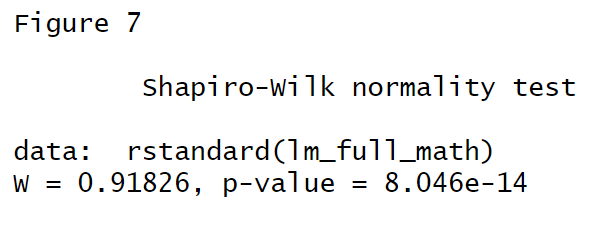 Figure 7
Shapiro-Wilk normality test
data:  rstandard(lm_full_math)
W = 0.91826, p-value = 8.046e-14